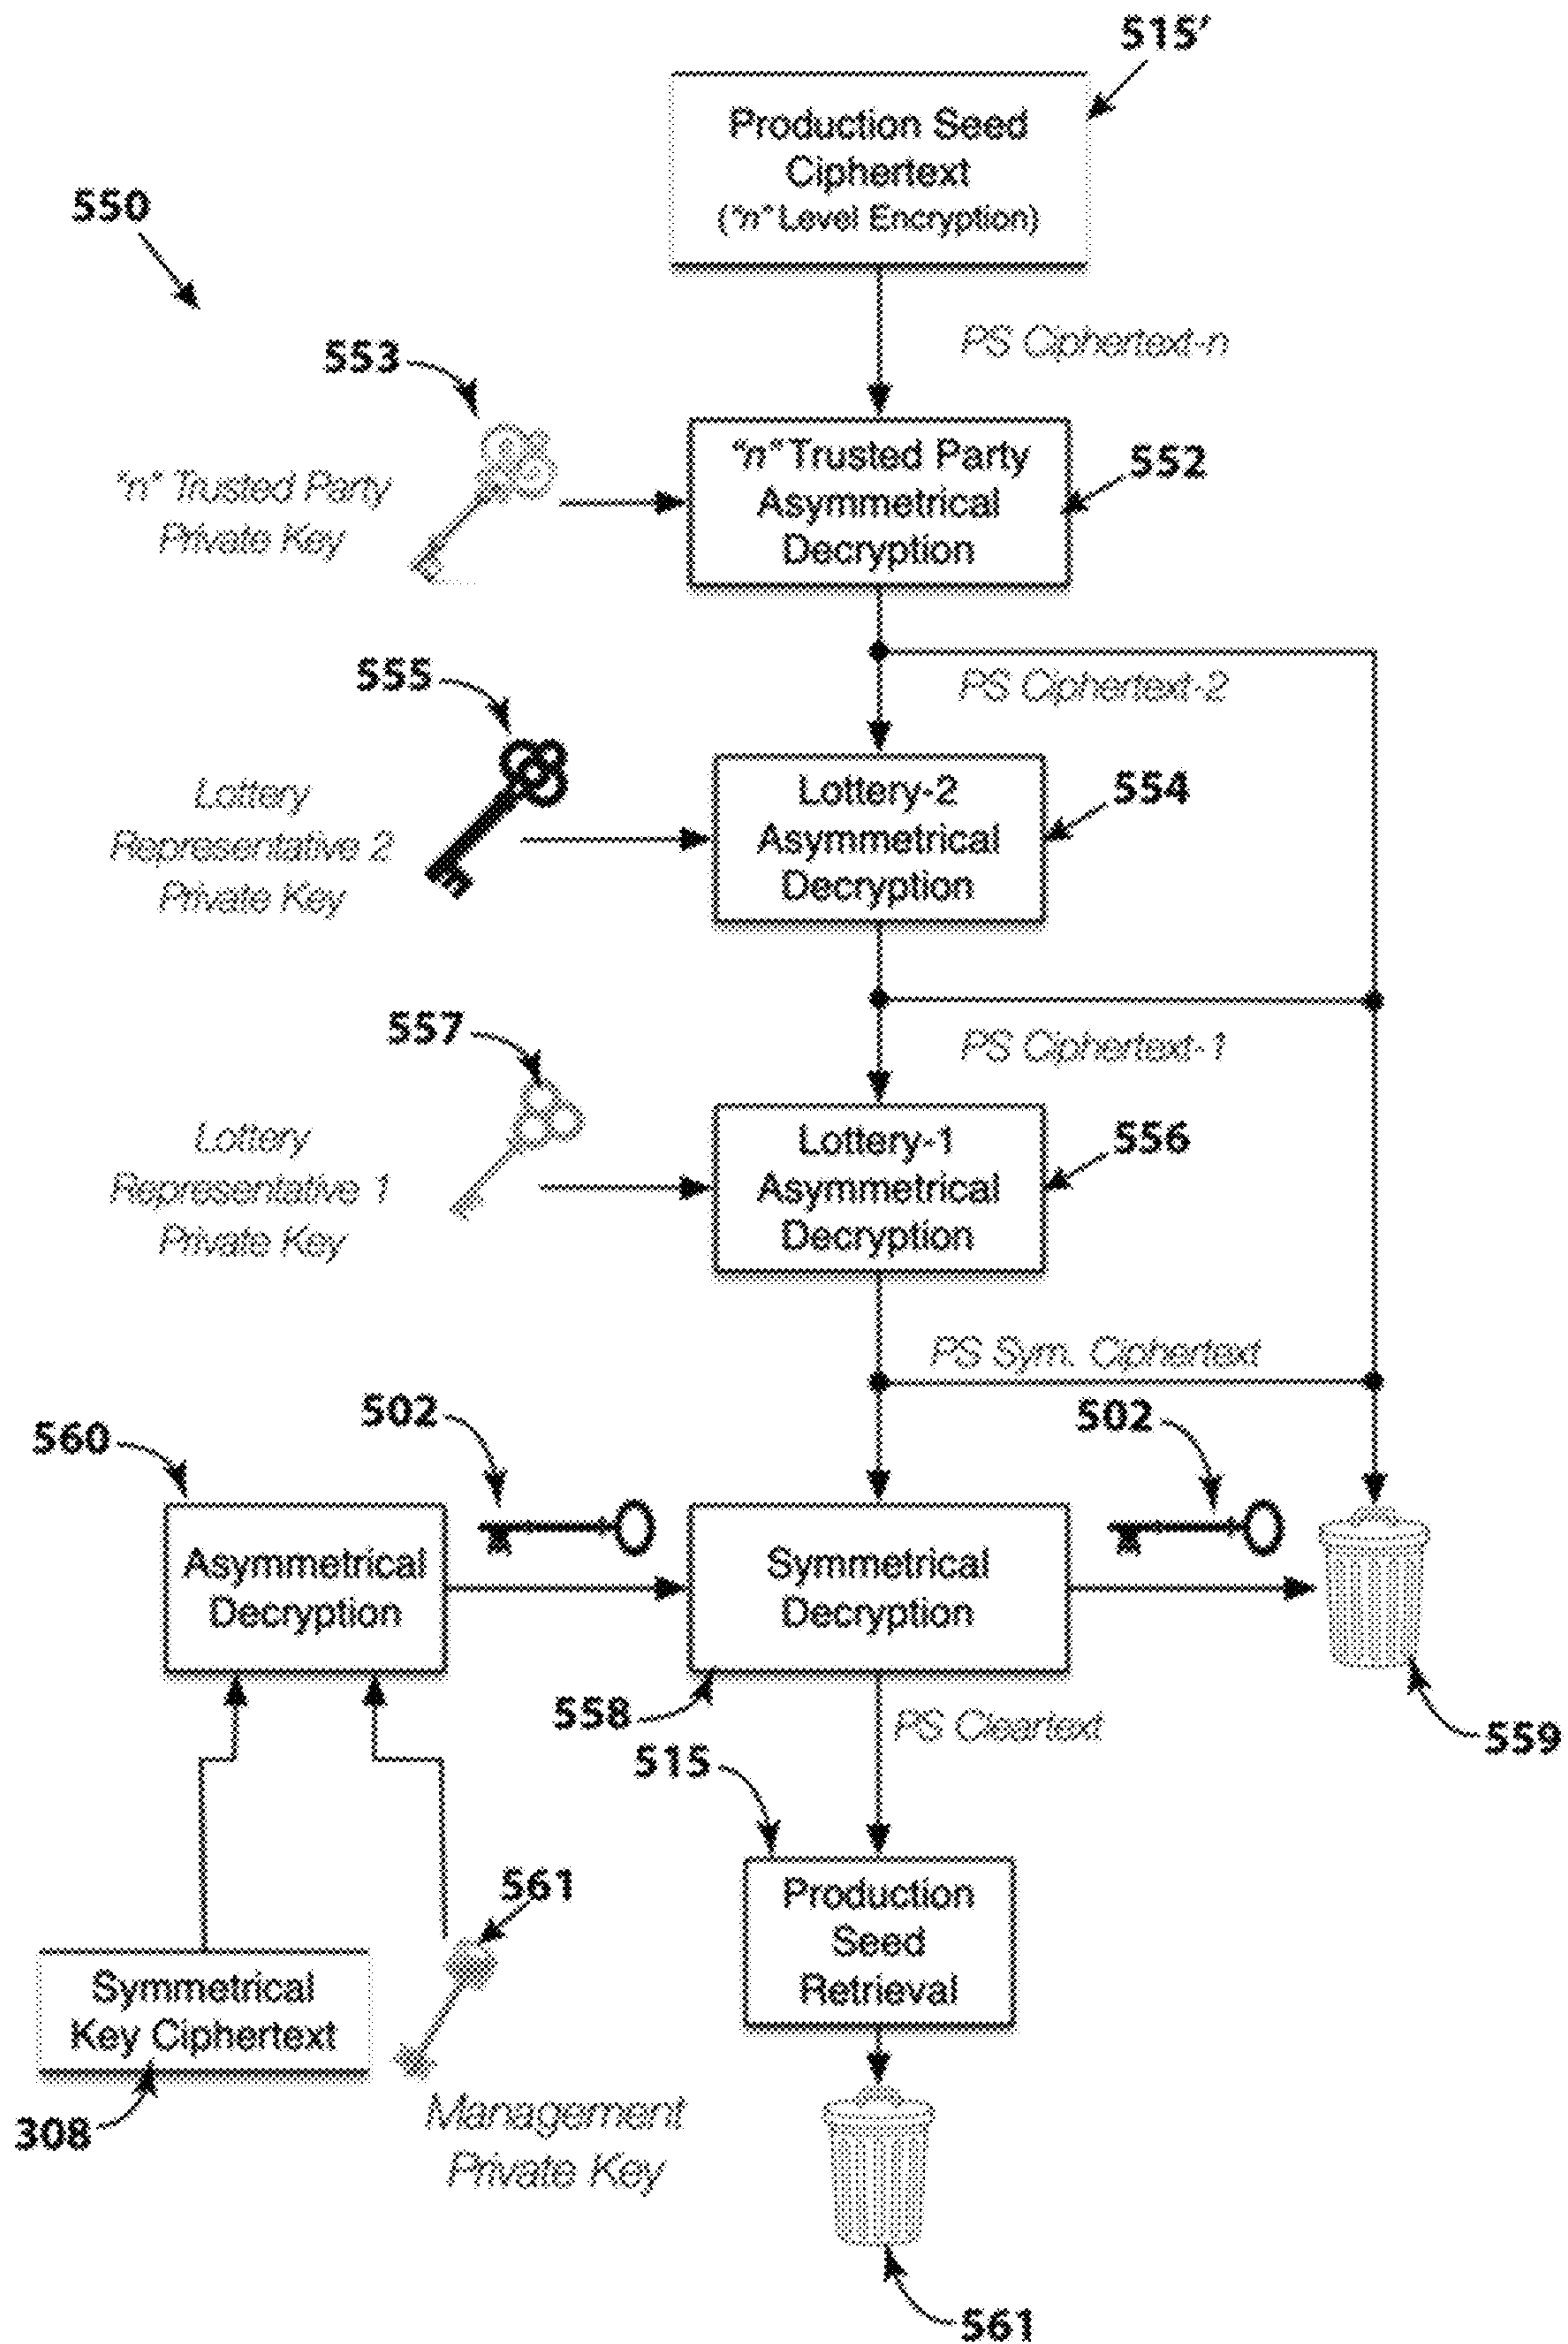 515′
Production Seed
Ciphertext
("n" Level Encryption)
550
PS Ciphertext-n
553
"n" Trusted Party
Private Key
"n" Trusted Party
Asymmetrical
Decryption
552
555
PS Ciphertext-2
Lottery
Representative 2
Private Key
Lottery-2
Asymmetrical
Decryption
554
557
PS Ciphertext-1
Lottery
Representative 1
Private Key
Lottery-1
Asymmetrical
Decryption
556
PS Sym. Ciphertext
560
502
502
Asymmetrical
Decryption
Symmetrical
Decryption
558
PS Cleartext
559
515
561
Production
Seed
Retrieval
Symmetrical
Key Ciphertext
308
Management
Private Key
561